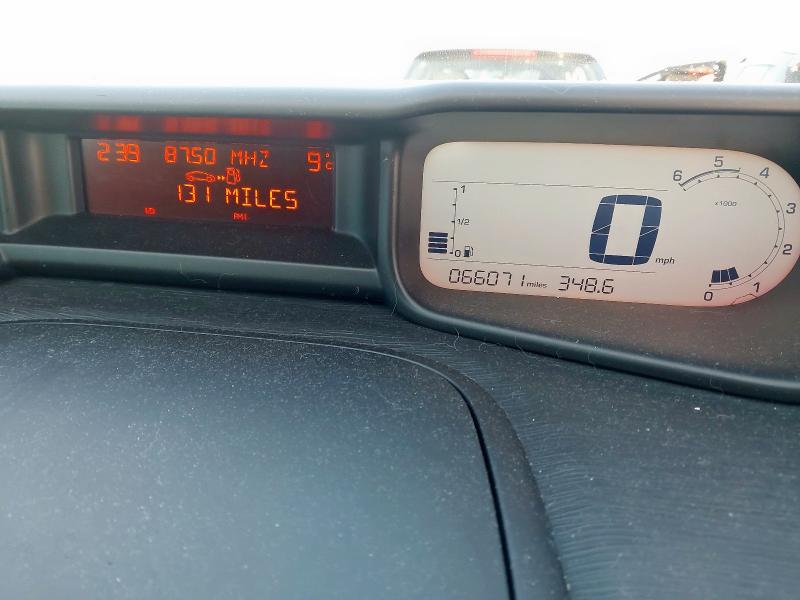 2:39 87.50 MHZ 9°C
131 MILES
FM1
1
1/2
0
0 mph
066071 miles 348.6
6 5 4 3 2 1 0
x1000